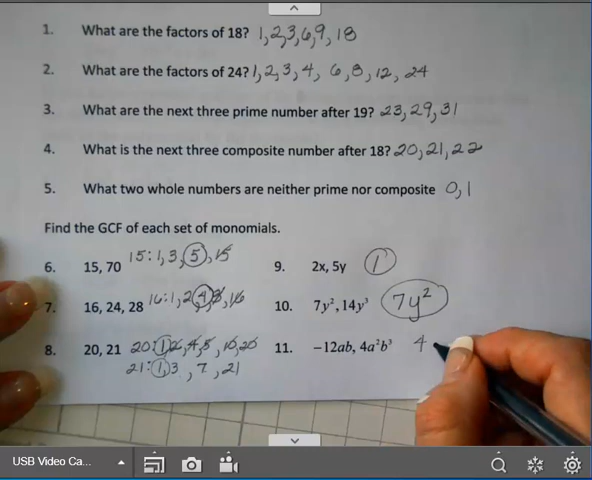 1. What are the factors of 18? 1, 2, 3, 6, 9, 18
2. What are the factors of 24? 1, 2, 3, 4, 6, 8, 12, 24
3. What are the next three prime number after 19? 23, 29, 31
4. What is the next three composite number after 18? 20, 21, 22
5. What two whole numbers are neither prime nor composite 0, 1
Find the GCF of each set of monomials.
6. 15, 70 15: 1, 3, 5, 15
9. 2x, 5y 1
7. 16, 24, 28 16: 1, 2, 4, 8, 16
10. 7y², 14y³ 7y²
8. 20, 21 20: 1, 2, 4, 5, 10, 20
21: 1, 3, 7, 21
11. −12ab, 4a²b³ 4
USB Video Ca...